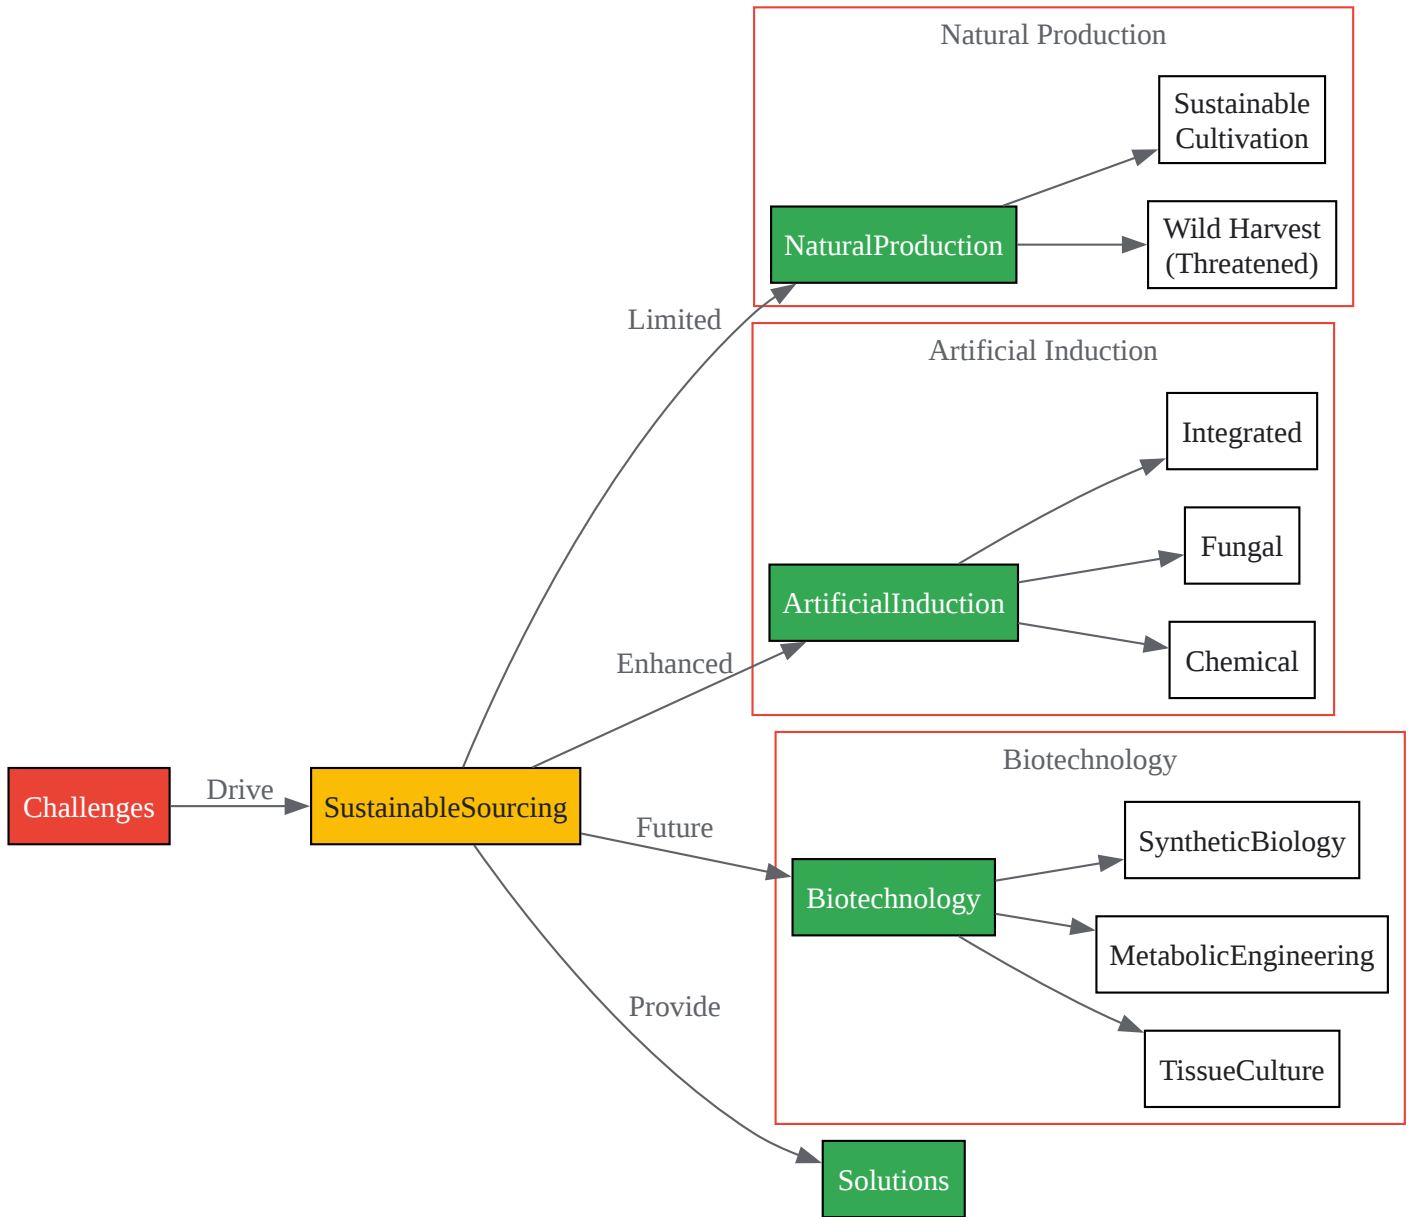 Natural Production
Sustainable
Cultivation
NaturalProduction
Wild Harvest
(Threatened)
Limited
Artificial Induction
Integrated
Fungal
ArtificialInduction
Chemical
Enhanced
Biotechnology
Challenges
Drive
SustainableSourcing
Future
SyntheticBiology
Biotechnology
MetabolicEngineering
Provide
TissueCulture
Solutions